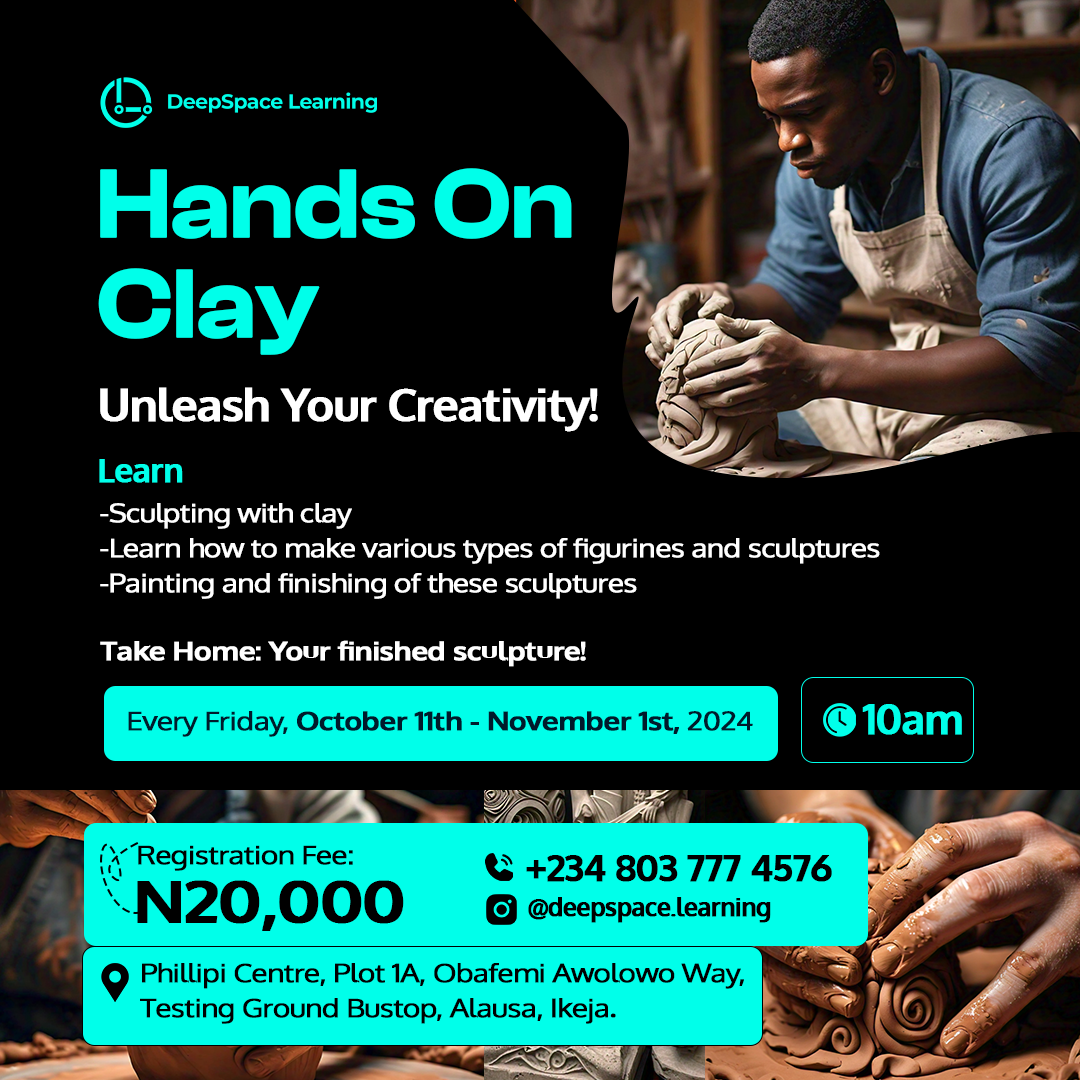 DeepSpace Learning
Hands On
Clay
Unleash Your Creativity!
Learn
-Sculpting with clay
-Learn how to make various types of figurines and sculptures
-Painting and finishing of these sculptures
Take Home: Your finished sculpture!
Every Friday, October 11th - November 1st, 2024
10am
Registration Fee:
N20,000
+234 803 777 4576
@deepspace.learning
Phillipi Centre, Plot 1A, Obafemi Awolowo Way,
Testing Ground Bustop, Alausa, Ikeja.